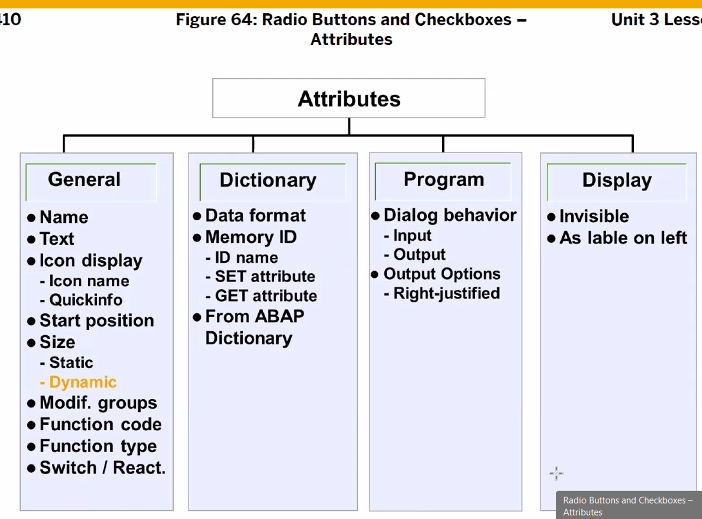 410
Figure 64: Radio Buttons and Checkboxes –
Attributes
Unit 3 Less
Attributes
General
● Name
● Text
● Icon display
- Icon name
- Quickinfo
● Start position
● Size
- Static
- Dynamic
● Modif. groups
● Function code
● Function type
● Switch / React.
Dictionary
● Data format
● Memory ID
- ID name
- SET attribute
- GET attribute
● From ABAP
Dictionary
Program
● Dialog behavior
- Input
- Output
● Output Options
- Right-justified
Display
● Invisible
● As lable on left
Radio Buttons and Checkboxes –
Attributes